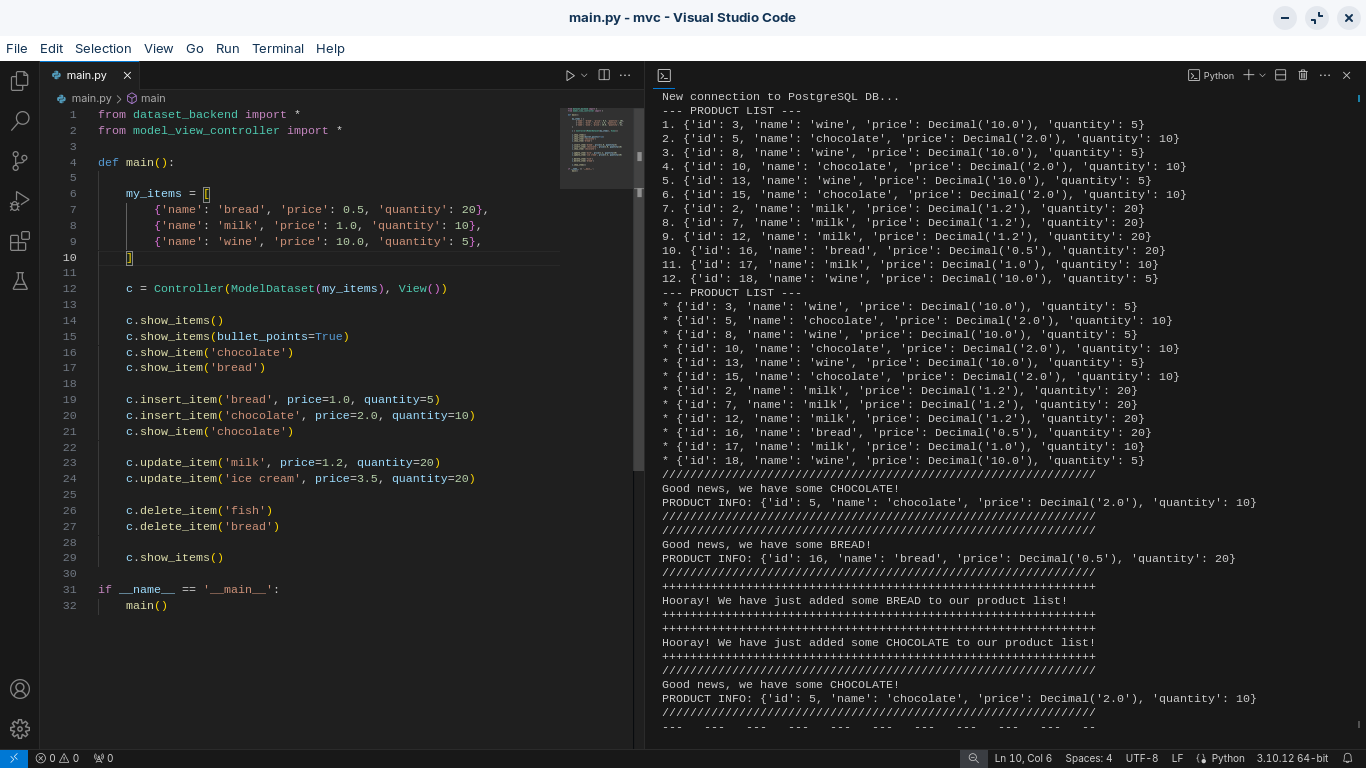 main.py - mvc - Visual Studio Code
File Edit Selection View Go Run Terminal Help
main.py
main.py > main
1 from dataset_backend import *
2 from model_view_controller import *
3
4 def main():
5
6     my_items = [
7         {'name': 'bread', 'price': 0.5, 'quantity': 20},
8         {'name': 'milk', 'price': 1.0, 'quantity': 10},
9         {'name': 'wine', 'price': 10.0, 'quantity': 5},
10     ]
11
12     c = Controller(ModelDataset(my_items), View())
13
14     c.show_items()
15     c.show_items(bullet_points=True)
16     c.show_item('chocolate')
17     c.show_item('bread')
18
19     c.insert_item('bread', price=1.0, quantity=5)
20     c.insert_item('chocolate', price=2.0, quantity=10)
21     c.show_item('chocolate')
22
23     c.update_item('milk', price=1.2, quantity=20)
24     c.update_item('ice cream', price=3.5, quantity=20)
25
26     c.delete_item('fish')
27     c.delete_item('bread')
28
29     c.show_items()
30
31 if __name__ == '__main__':
32     main()
Python
New connection to PostgreSQL DB...
--- PRODUCT LIST ---
1. {'id': 3, 'name': 'wine', 'price': Decimal('10.0'), 'quantity': 5}
2. {'id': 5, 'name': 'chocolate', 'price': Decimal('2.0'), 'quantity': 10}
3. {'id': 8, 'name': 'wine', 'price': Decimal('10.0'), 'quantity': 5}
4. {'id': 10, 'name': 'chocolate', 'price': Decimal('2.0'), 'quantity': 10}
5. {'id': 13, 'name': 'wine', 'price': Decimal('10.0'), 'quantity': 5}
6. {'id': 15, 'name': 'chocolate', 'price': Decimal('2.0'), 'quantity': 10}
7. {'id': 2, 'name': 'milk', 'price': Decimal('1.2'), 'quantity': 20}
8. {'id': 7, 'name': 'milk', 'price': Decimal('1.2'), 'quantity': 20}
9. {'id': 12, 'name': 'milk', 'price': Decimal('1.2'), 'quantity': 20}
10. {'id': 16, 'name': 'bread', 'price': Decimal('0.5'), 'quantity': 20}
11. {'id': 17, 'name': 'milk', 'price': Decimal('1.0'), 'quantity': 10}
12. {'id': 18, 'name': 'wine', 'price': Decimal('10.0'), 'quantity': 5}
--- PRODUCT LIST ---
* {'id': 3, 'name': 'wine', 'price': Decimal('10.0'), 'quantity': 5}
* {'id': 5, 'name': 'chocolate', 'price': Decimal('2.0'), 'quantity': 10}
* {'id': 8, 'name': 'wine', 'price': Decimal('10.0'), 'quantity': 5}
* {'id': 10, 'name': 'chocolate', 'price': Decimal('2.0'), 'quantity': 10}
* {'id': 13, 'name': 'wine', 'price': Decimal('10.0'), 'quantity': 5}
* {'id': 15, 'name': 'chocolate', 'price': Decimal('2.0'), 'quantity': 10}
* {'id': 2, 'name': 'milk', 'price': Decimal('1.2'), 'quantity': 20}
* {'id': 7, 'name': 'milk', 'price': Decimal('1.2'), 'quantity': 20}
* {'id': 12, 'name': 'milk', 'price': Decimal('1.2'), 'quantity': 20}
* {'id': 16, 'name': 'bread', 'price': Decimal('0.5'), 'quantity': 20}
* {'id': 17, 'name': 'milk', 'price': Decimal('1.0'), 'quantity': 10}
* {'id': 18, 'name': 'wine', 'price': Decimal('10.0'), 'quantity': 5}
//////////////////////////////////////////////////////////////
Good news, we have some CHOCOLATE!
PRODUCT INFO: {'id': 5, 'name': 'chocolate', 'price': Decimal('2.0'), 'quantity': 10}
//////////////////////////////////////////////////////////////
//////////////////////////////////////////////////////////////
Good news, we have some BREAD!
PRODUCT INFO: {'id': 16, 'name': 'bread', 'price': Decimal('0.5'), 'quantity': 20}
//////////////////////////////////////////////////////////////
++++++++++++++++++++++++++++++++++++++++++++++++++++++++++++++
Hooray! We have just added some BREAD to our product list!
++++++++++++++++++++++++++++++++++++++++++++++++++++++++++++++
++++++++++++++++++++++++++++++++++++++++++++++++++++++++++++++
Hooray! We have just added some CHOCOLATE to our product list!
++++++++++++++++++++++++++++++++++++++++++++++++++++++++++++++
//////////////////////////////////////////////////////////////
Good news, we have some CHOCOLATE!
PRODUCT INFO: {'id': 5, 'name': 'chocolate', 'price': Decimal('2.0'), 'quantity': 10}
//////////////////////////////////////////////////////////////
0 0 0 Ln 10, Col 6 Spaces: 4 UTF-8 LF Python 3.10.12 64-bit